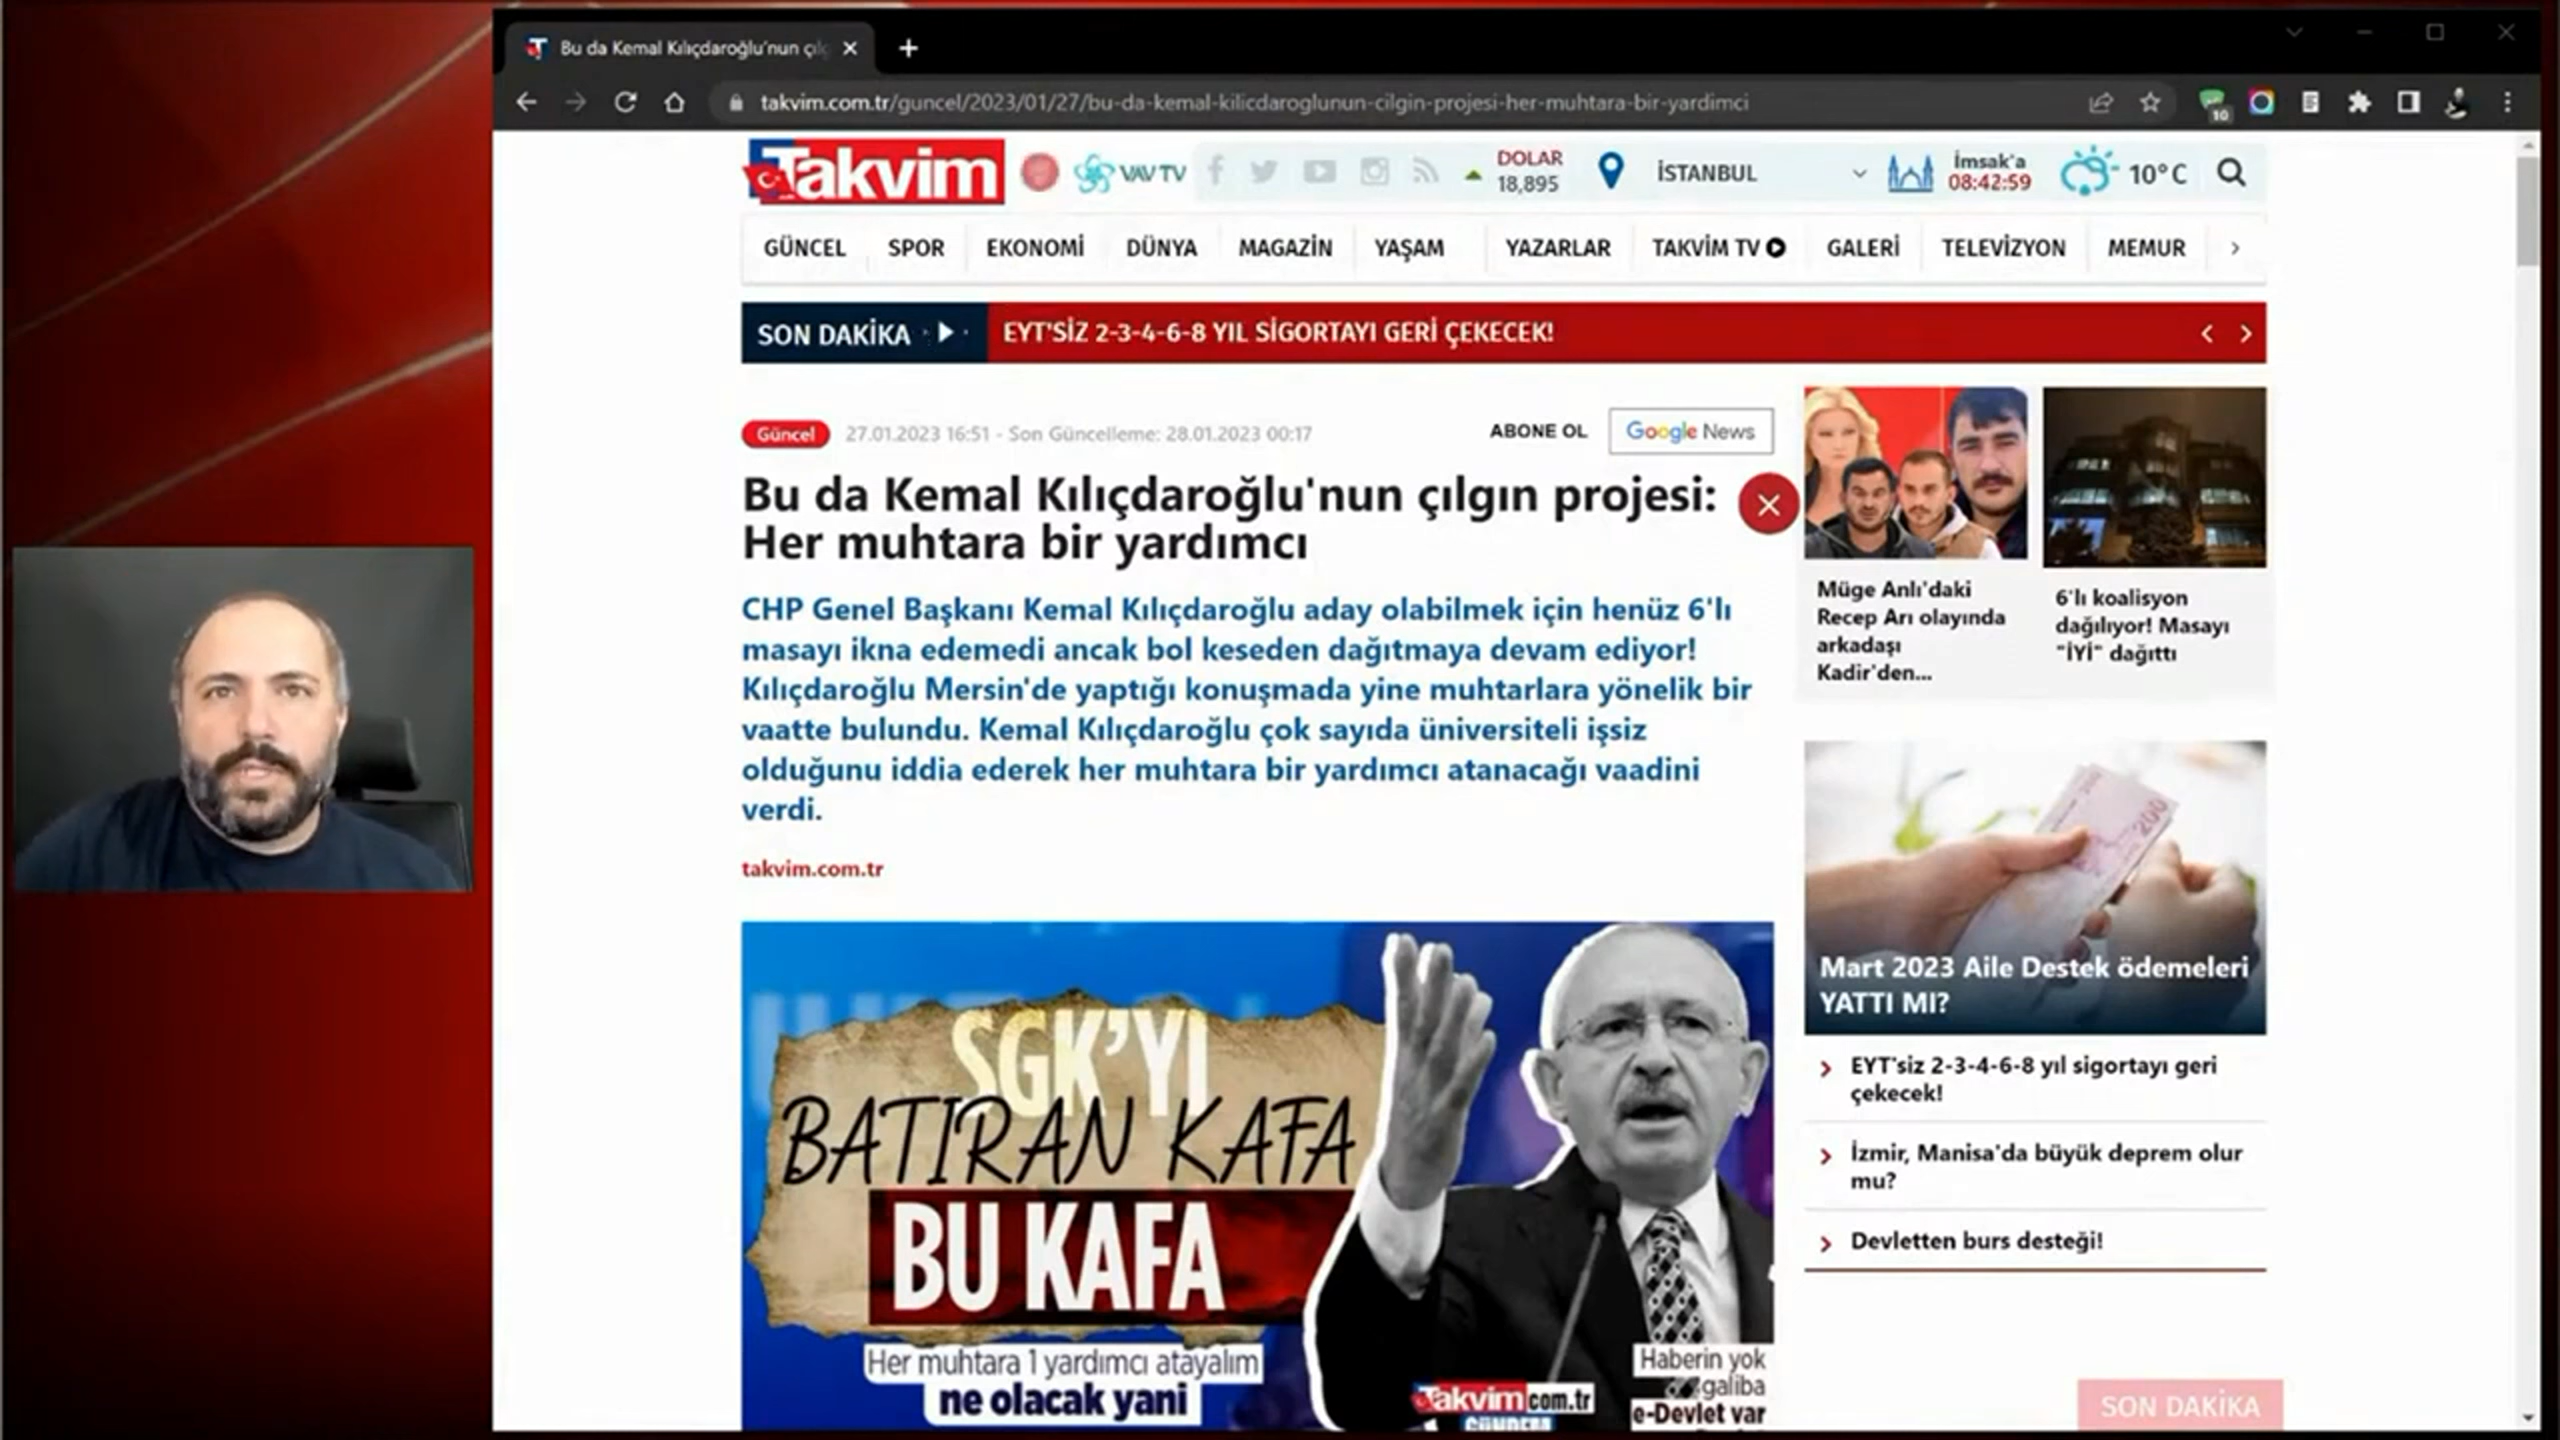 Bu da Kemal Kılıçdaroğlu'nun çılg
takvim.com.tr/guncel/2023/01/27/bu-da-kemal-kilicdaroglunun-cilgin-projesi-her-muhtara-bir-yardimci
10
Takvim
VAV TV
DOLAR
18,895
İSTANBUL
İmsak'a
08:42:59
10°C
GÜNCEL SPOR EKONOMİ DÜNYA MAGAZİN YAŞAM YAZARLAR TAKVİM TV GALERİ TELEVİZYON MEMUR
SON DAKİKA
EYT'SİZ 2-3-4-6-8 YIL SİGORTAYI GERİ ÇEKECEK!
Güncel
27.01.2023 16:51 - Son Güncelleme: 28.01.2023 00:17
ABONE OL
Google News
Bu da Kemal Kılıçdaroğlu'nun çılgın projesi:
Her muhtara bir yardımcı
CHP Genel Başkanı Kemal Kılıçdaroğlu aday olabilmek için henüz 6'lı
masayı ikna edemedi ancak bol keseden dağıtmaya devam ediyor!
Kılıçdaroğlu Mersin'de yaptığı konuşmada yine muhtarlara yönelik bir
vaatte bulundu. Kemal Kılıçdaroğlu çok sayıda üniversiteli işsiz
olduğunu iddia ederek her muhtara bir yardımcı atanacağı vaadini
verdi.
takvim.com.tr
SGK'YI
BATIRAN KAFA
BU KAFA
Her muhtara 1 yardımcı atayalım
ne olacak yani
Takvim.com.tr
GÜNDEM
Haberin yok
galiba
e-Devlet var
Müge Anlı'daki
Recep Arı olayında
arkadaşı
Kadir'den...
6'lı koalisyon
dağılıyor! Masayı
"İYİ" dağıttı
200
Mart 2023 Aile Destek ödemeleri
YATTI MI?
EYT'siz 2-3-4-6-8 yıl sigortayı geri
çekecek!
İzmir, Manisa'da büyük deprem olur
mu?
Devletten burs desteği!
SON DAKİKA